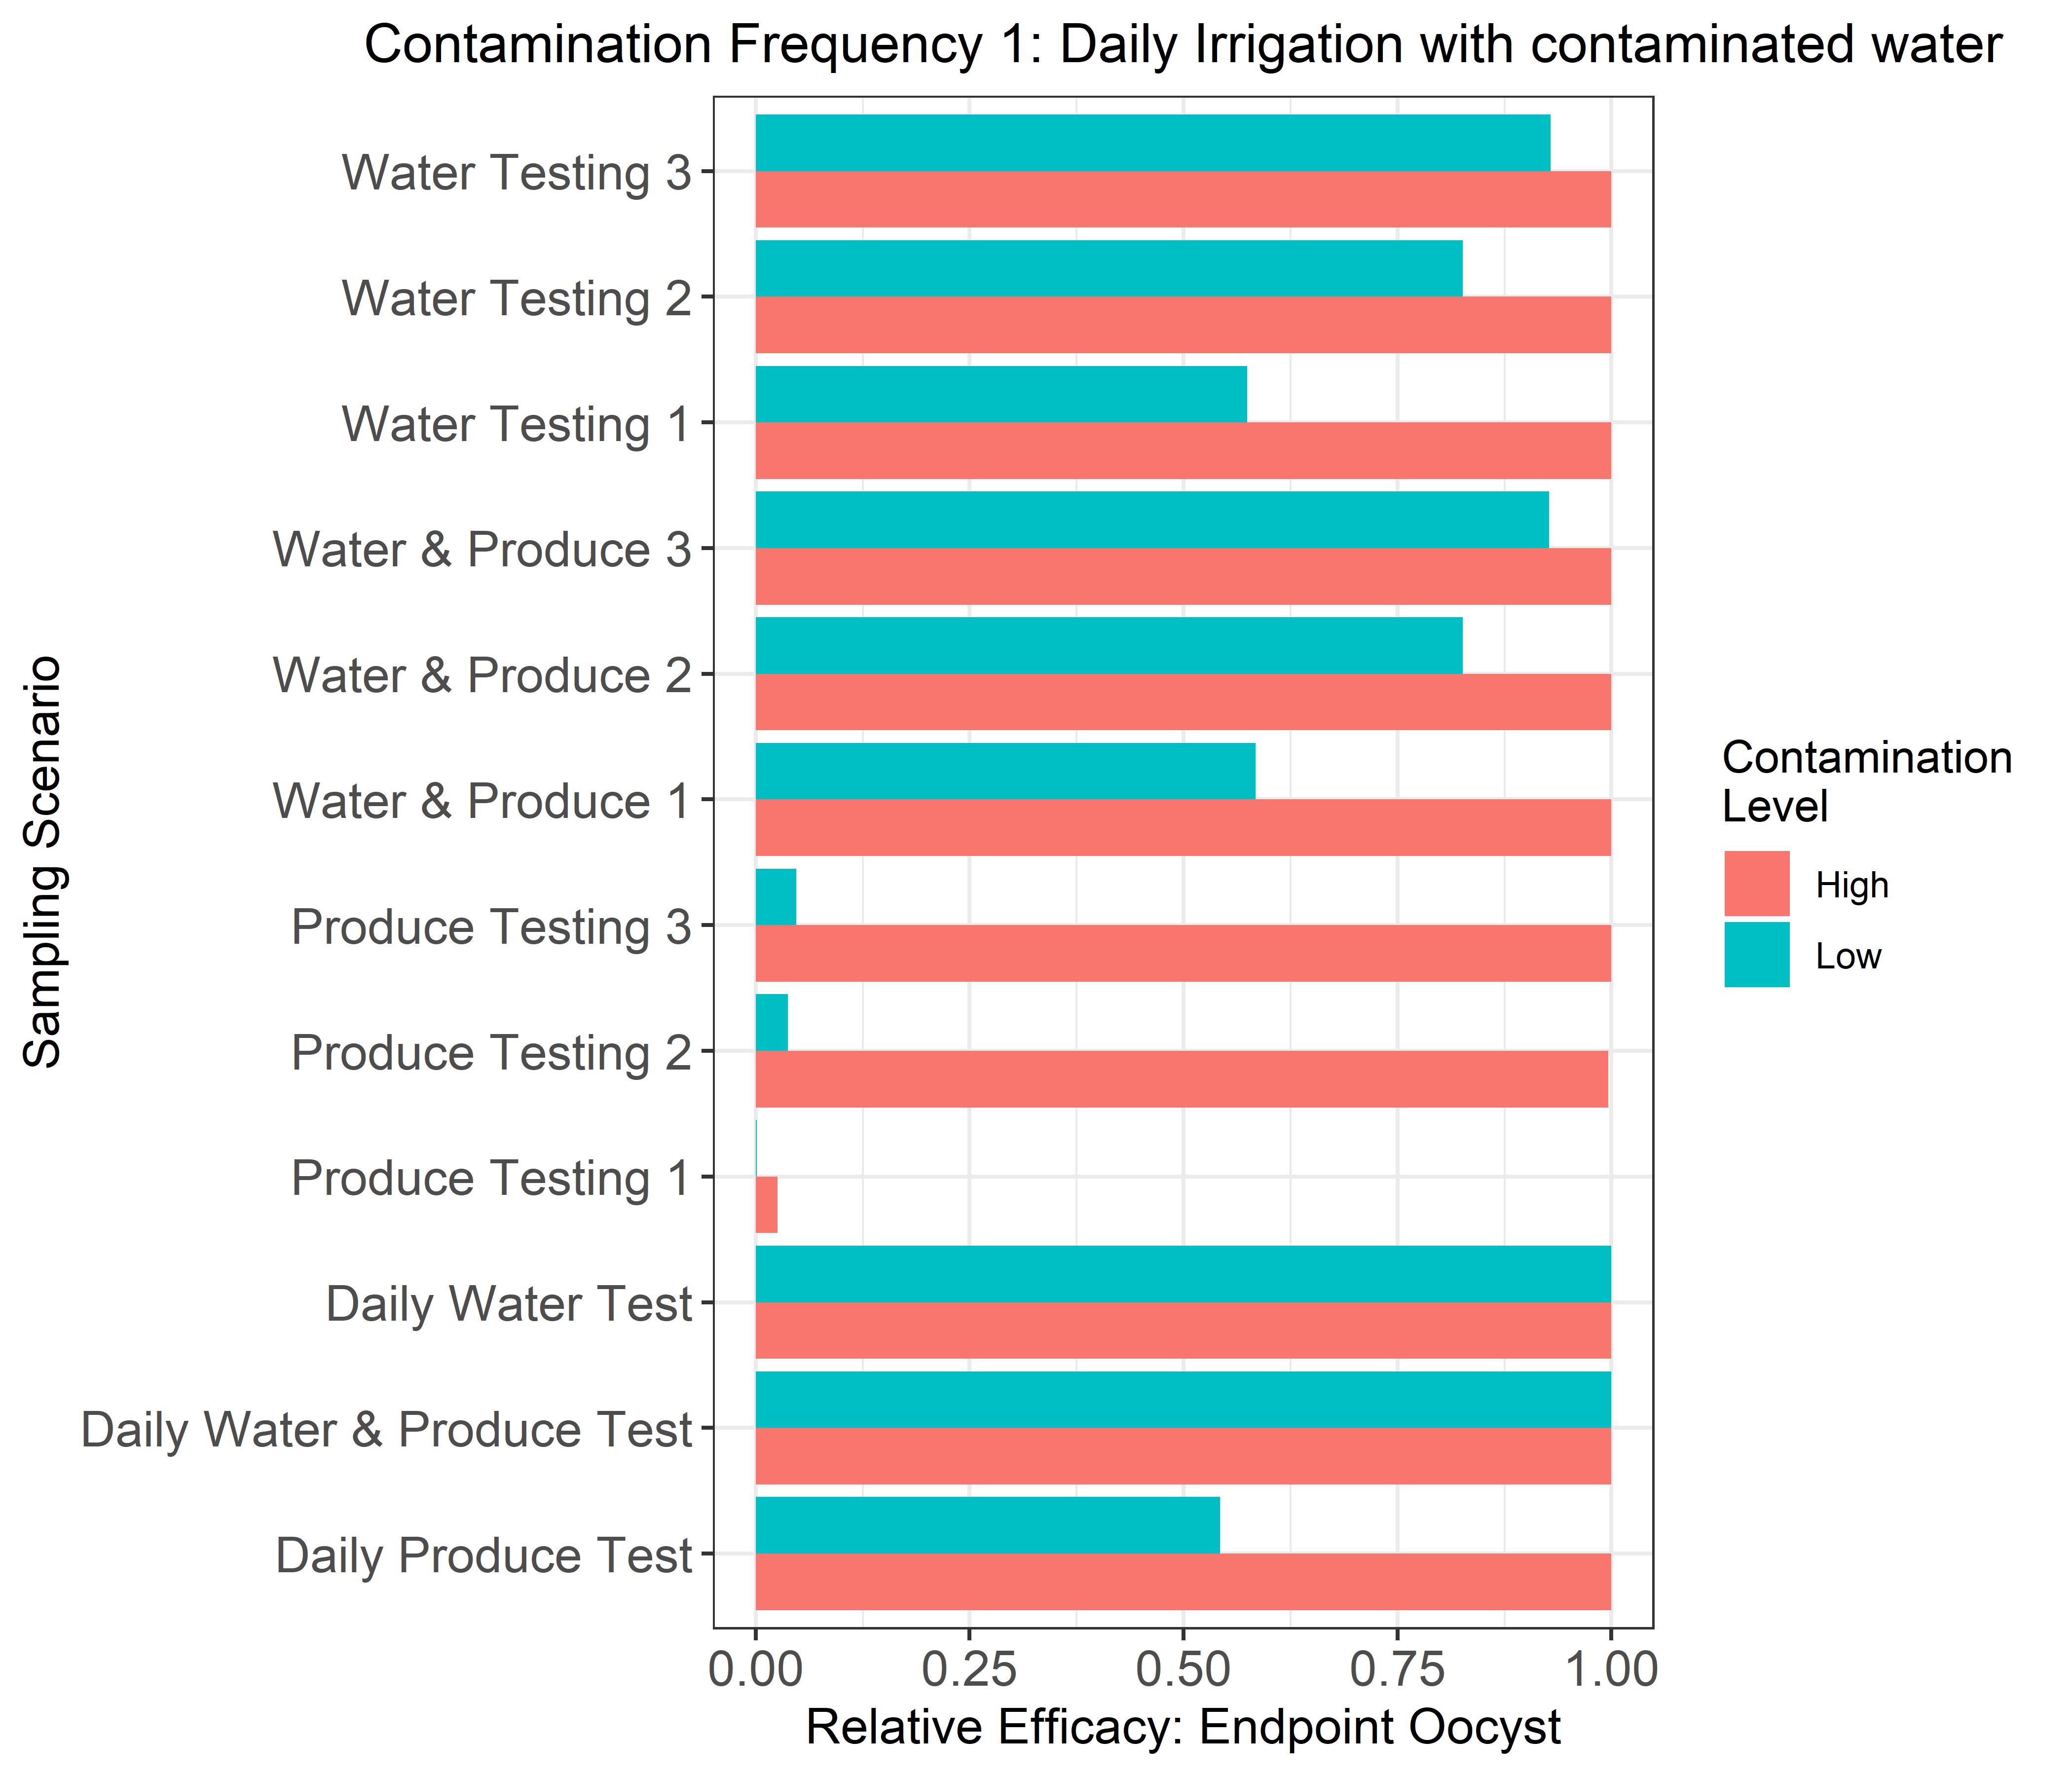 Contamination Frequency 1: Daily Irrigation with contaminated water
Water Testing 3
Water Testing 2
Water Testing 1
Water & Produce 3
Water & Produce 2
Water & Produce 1
Produce Testing 3
Produce Testing 2
Produce Testing 1
Daily Water Test
Daily Water & Produce Test
Daily Produce Test
Sampling Scenario
0.00 0.25 0.50 0.75 1.00
Relative Efficacy: Endpoint Oocyst
Contamination
Level
High
Low